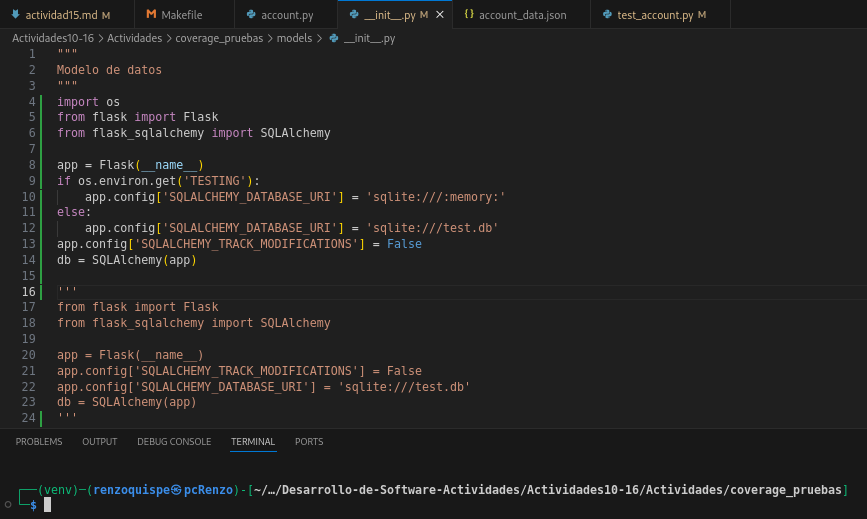 actividad15.md M Makefile account.py __init__.py M × account_data.json test_account.py M
Actividades10-16 > Actividades > coverage_pruebas > models > __init__.py
1 """
2 Modelo de datos
3 """
4 import os
5 from flask import Flask
6 from flask_sqlalchemy import SQLAlchemy
7
8 app = Flask(__name__)
9 if os.environ.get('TESTING'):
10     app.config['SQLALCHEMY_DATABASE_URI'] = 'sqlite:///:memory:'
11 else:
12     app.config['SQLALCHEMY_DATABASE_URI'] = 'sqlite:///test.db'
13 app.config['SQLALCHEMY_TRACK_MODIFICATIONS'] = False
14 db = SQLAlchemy(app)
15
16 '''
17 from flask import Flask
18 from flask_sqlalchemy import SQLAlchemy
19
20 app = Flask(__name__)
21 app.config['SQLALCHEMY_TRACK_MODIFICATIONS'] = False
22 app.config['SQLALCHEMY_DATABASE_URI'] = 'sqlite:///test.db'
23 db = SQLAlchemy(app)
24 '''
PROBLEMS OUTPUT DEBUG CONSOLE TERMINAL PORTS
┌──(venv)─(renzoquispe㉿pcRenzo)-[~/…/Desarrollo-de-Software-Actividades/Actividades10-16/Actividades/coverage_pruebas]
└─$